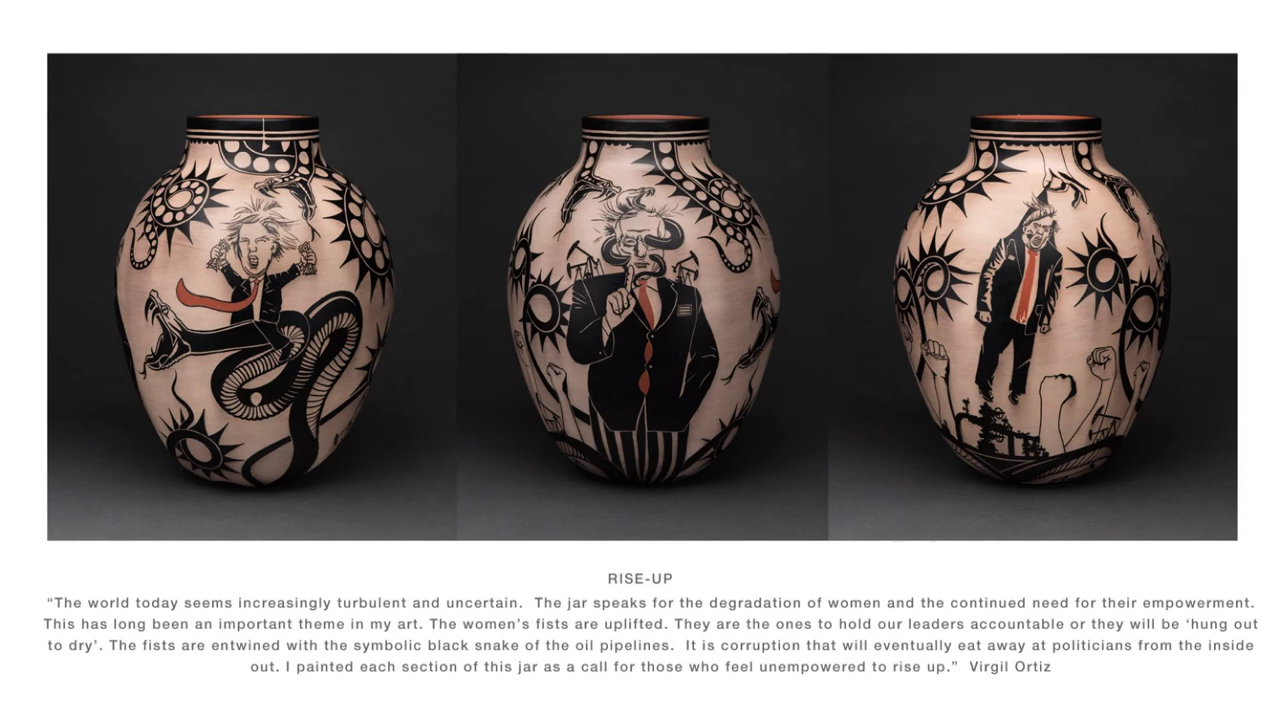 RISE-UP
“The world today seems increasingly turbulent and uncertain.  The jar speaks for the degradation of women and the continued need for their empowerment.
This has long been an important theme in my art. The women’s fists are uplifted. They are the ones to hold our leaders accountable or they will be ‘hung out
to dry’. The fists are entwined with the symbolic black snake of the oil pipelines.  It is corruption that will eventually eat away at politicians from the inside
out. I painted each section of this jar as a call for those who feel unempowered to rise up.”  Virgil Ortiz